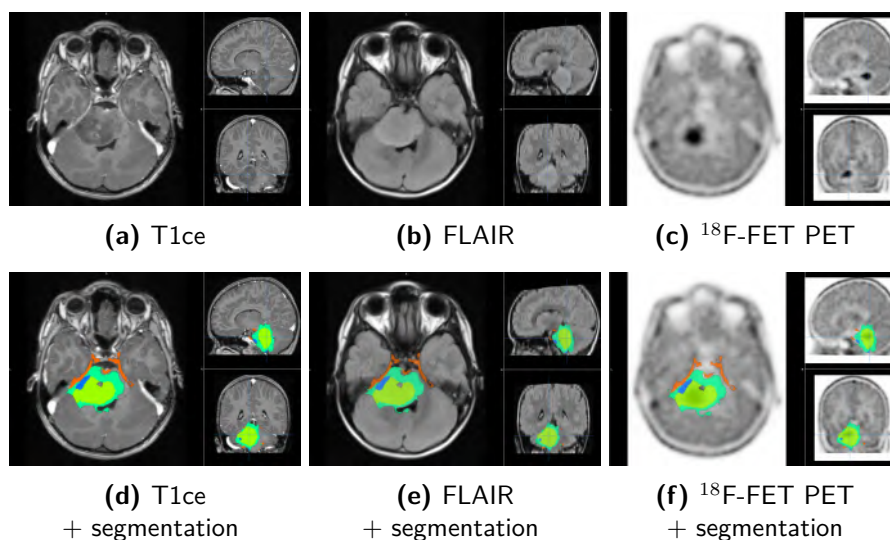 (a) T1ce
(b) FLAIR
(c) ¹⁸F-FET PET
(d) T1ce
+ segmentation
(e) FLAIR
+ segmentation
(f) ¹⁸F-FET PET
+ segmentation